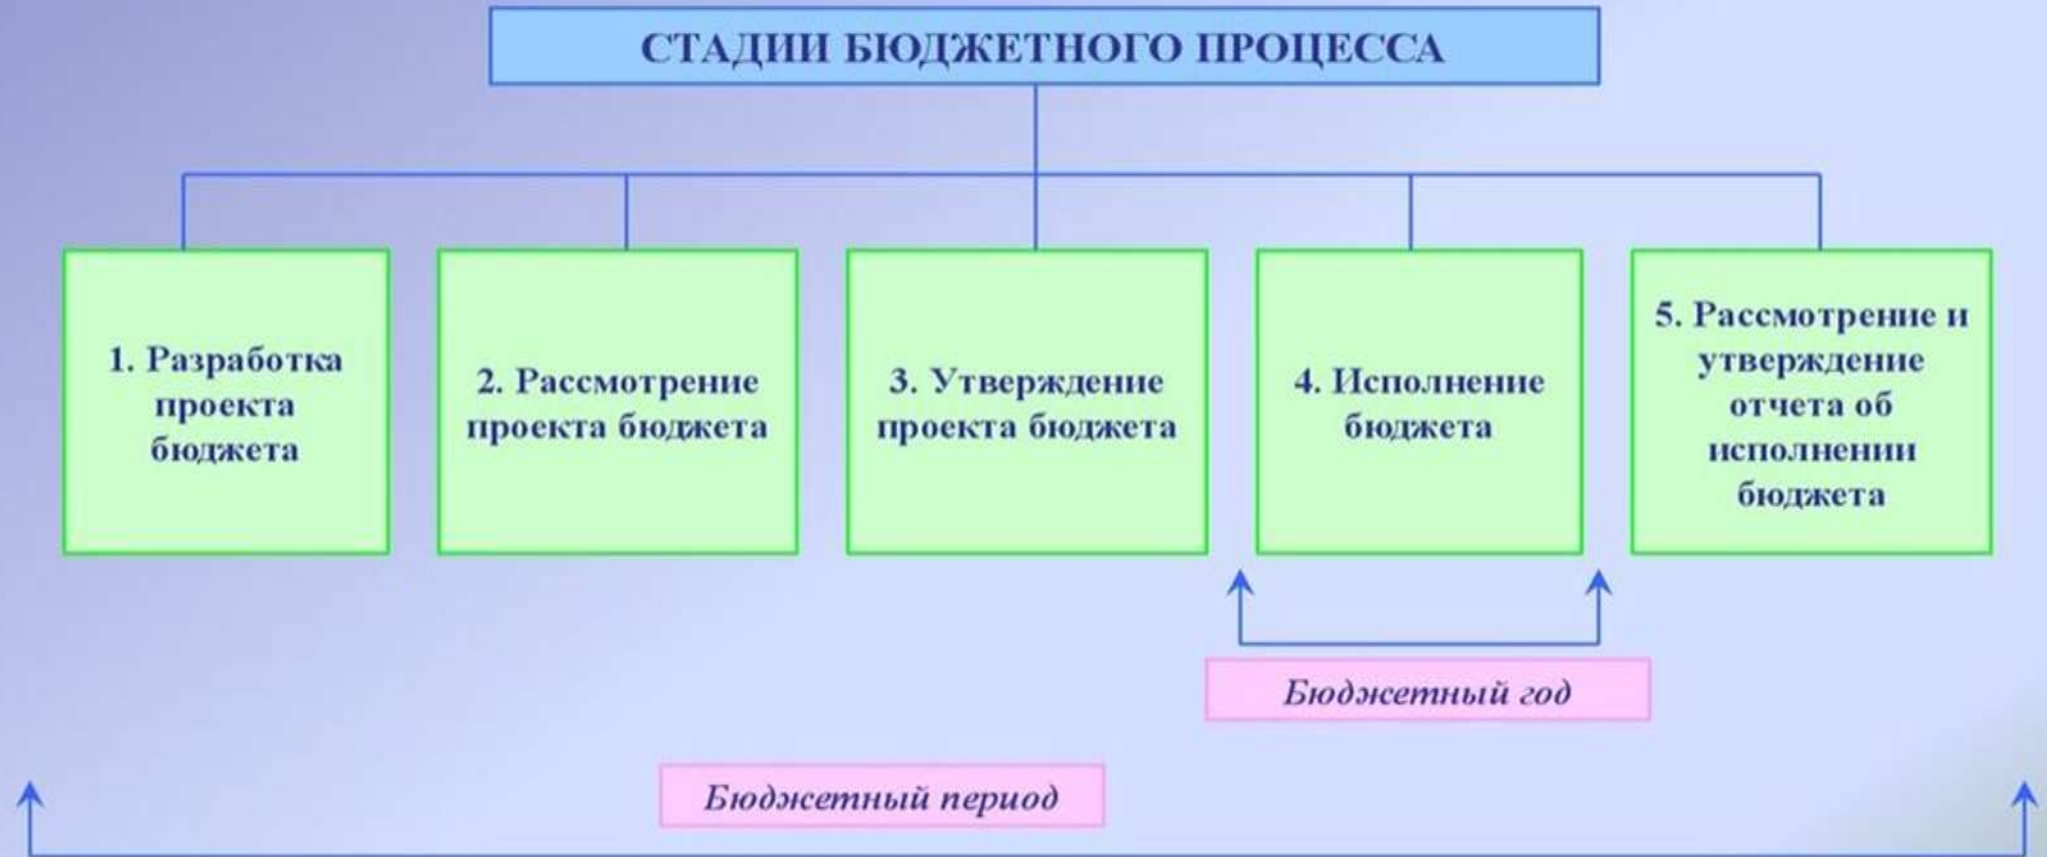 СТАДИИ БЮДЖЕТНОГО ПРОЦЕССА
1. Разработка
проекта
бюджета
2. Рассмотрение
проекта бюджета
3. Утверждение
проекта бюджета
4. Исполнение
бюджета
5. Рассмотрение и
утверждение
отчета об
исполнении
бюджета
Бюджетный год
Бюджетный период